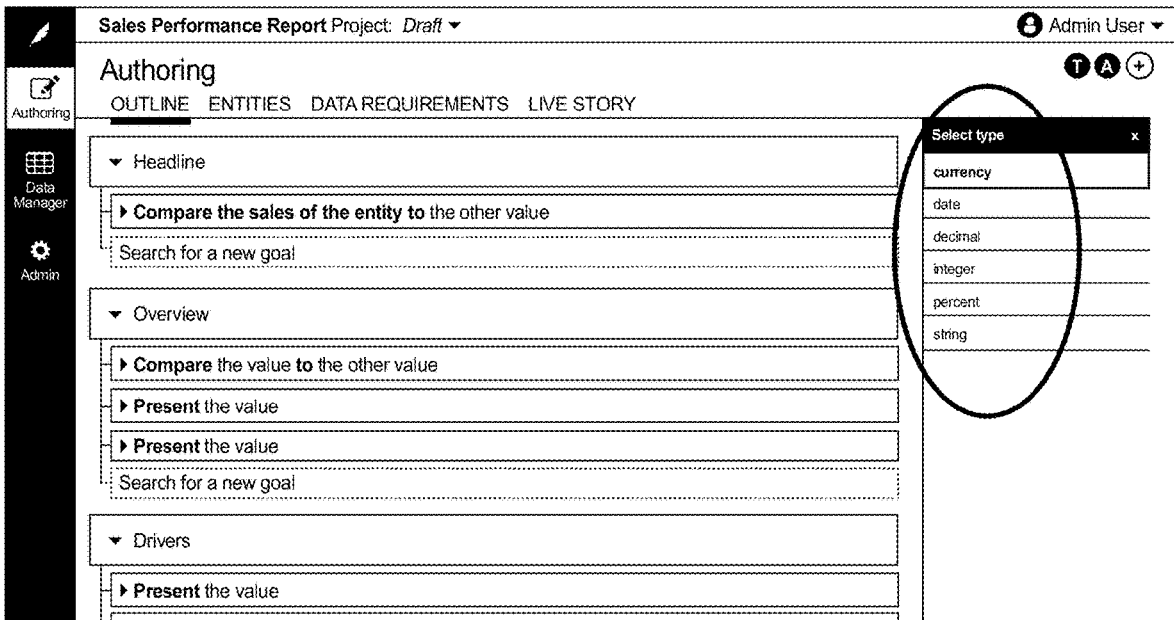 Sales Performance Report Project: Draft
Admin User
Authoring
T A +
Authoring
OUTLINE ENTITIES DATA REQUIREMENTS LIVE STORY
Data
Manager
Admin
Headline
Compare the sales of the entity to the other value
Search for a new goal
Overview
Compare the value to the other value
Present the value
Present the value
Search for a new goal
Drivers
Present the value
Select type x
currency
date
decimal
integer
percent
string